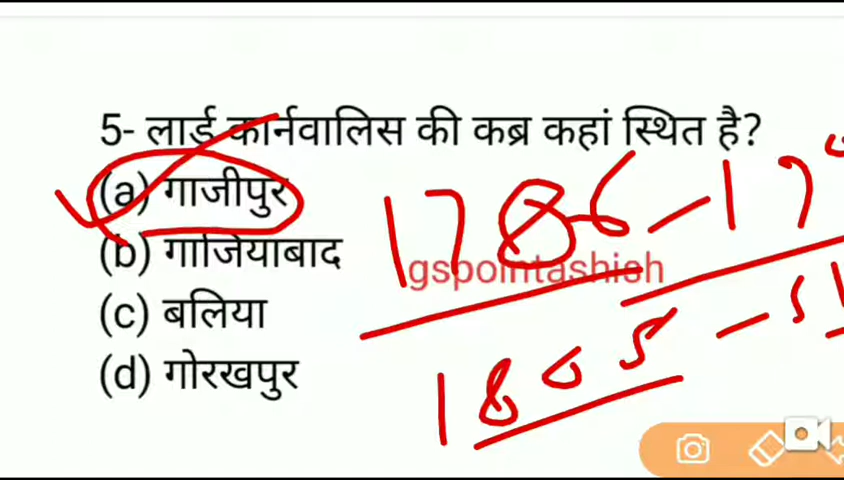 5- लार्ड कार्नवालिस की कब्र कहां स्थित है?
(a) गाजीपुर
(b) गाजियाबाद
(c) बलिया
(d) गोरखपुर
1786 - 17
gspointashish
1805 -